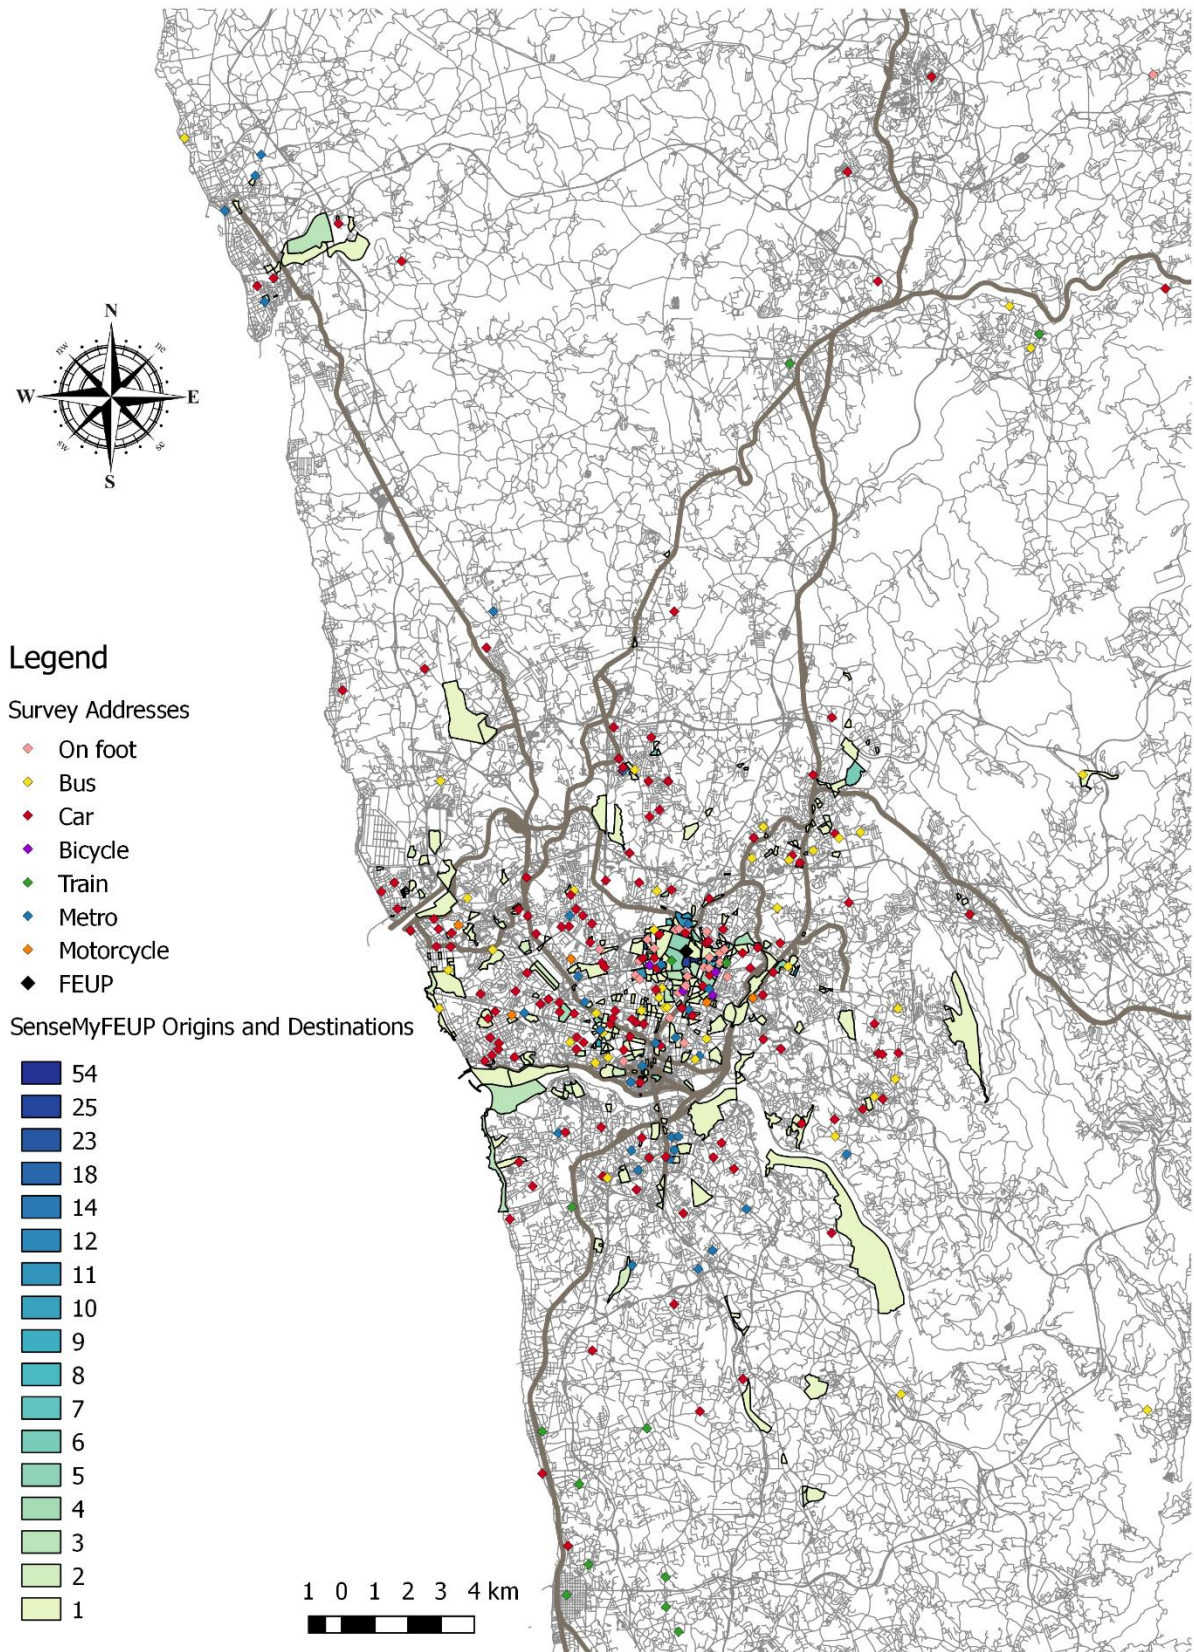 N
nw
ne
W
E
sw
se
S
Legend
Survey Addresses
On foot
Bus
Car
Bicycle
Train
Metro
Motorcycle
FEUP
SenseMyFEUP Origins and Destinations
54
25
23
18
14
12
11
10
9
8
7
6
5
4
3
2
1
1 0 1 2 3 4 km